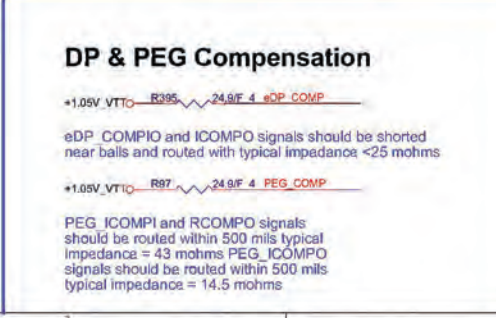 DP & PEG Compensation
+1.05V_VTT R395 24.9/F_4 eDP_COMP
eDP_COMPIO and ICOMPO signals should be shorted
near balls and routed with typical impedance <25 mohms
+1.05V_VTT R97 24.9/F_4 PEG_COMP
PEG_ICOMPI and RCOMPO signals
should be routed within 500 mils typical
impedance = 43 mohms PEG_ICOMPO
signals should be routed within 500 mils
typical impedance = 14.5 mohms